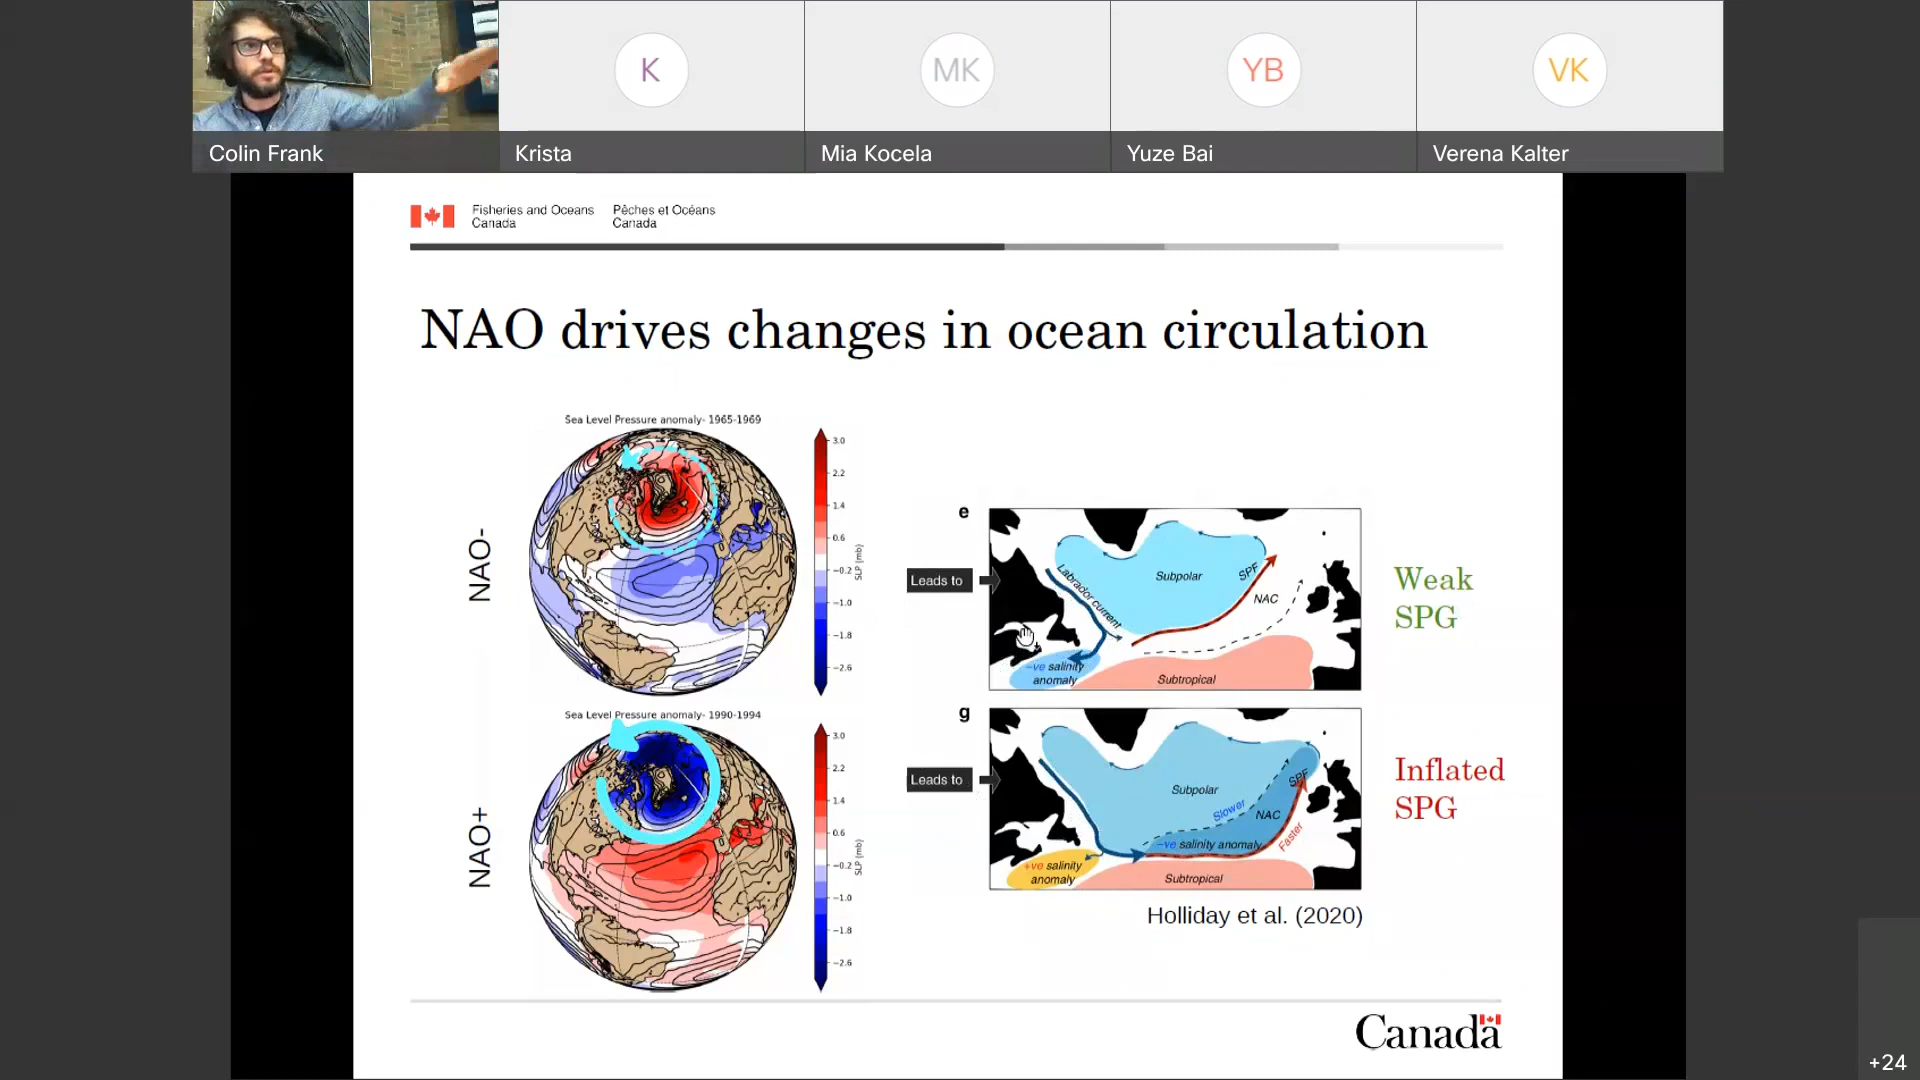 K
MK
YB
VK
Colin Frank
Krista
Mia Kocela
Yuze Bai
Verena Kalter
Fisheries and Oceans
Canada
Pêches et Océans
Canada
NAO drives changes in ocean circulation
NAO-
Sea Level Pressure anomaly- 1965-1969
3.0
2.2
1.4
0.6
−0.2
−1.0
−1.8
−2.6
SLP (mb)
Leads to
e
Labrador current
Subpolar
SPF
NAC
−ve salinity
anomaly
Subtropical
Weak
SPG
NAO+
Sea Level Pressure anomaly- 1990-1994
3.0
2.2
1.4
0.6
−0.2
−1.0
−1.8
−2.6
SLP (mb)
Leads to
g
Subpolar
SPF
Slower
NAC
Faster
−ve salinity anomaly
+ve salinity
anomaly
Subtropical
Inflated
SPG
Holliday et al. (2020)
Canada
+24